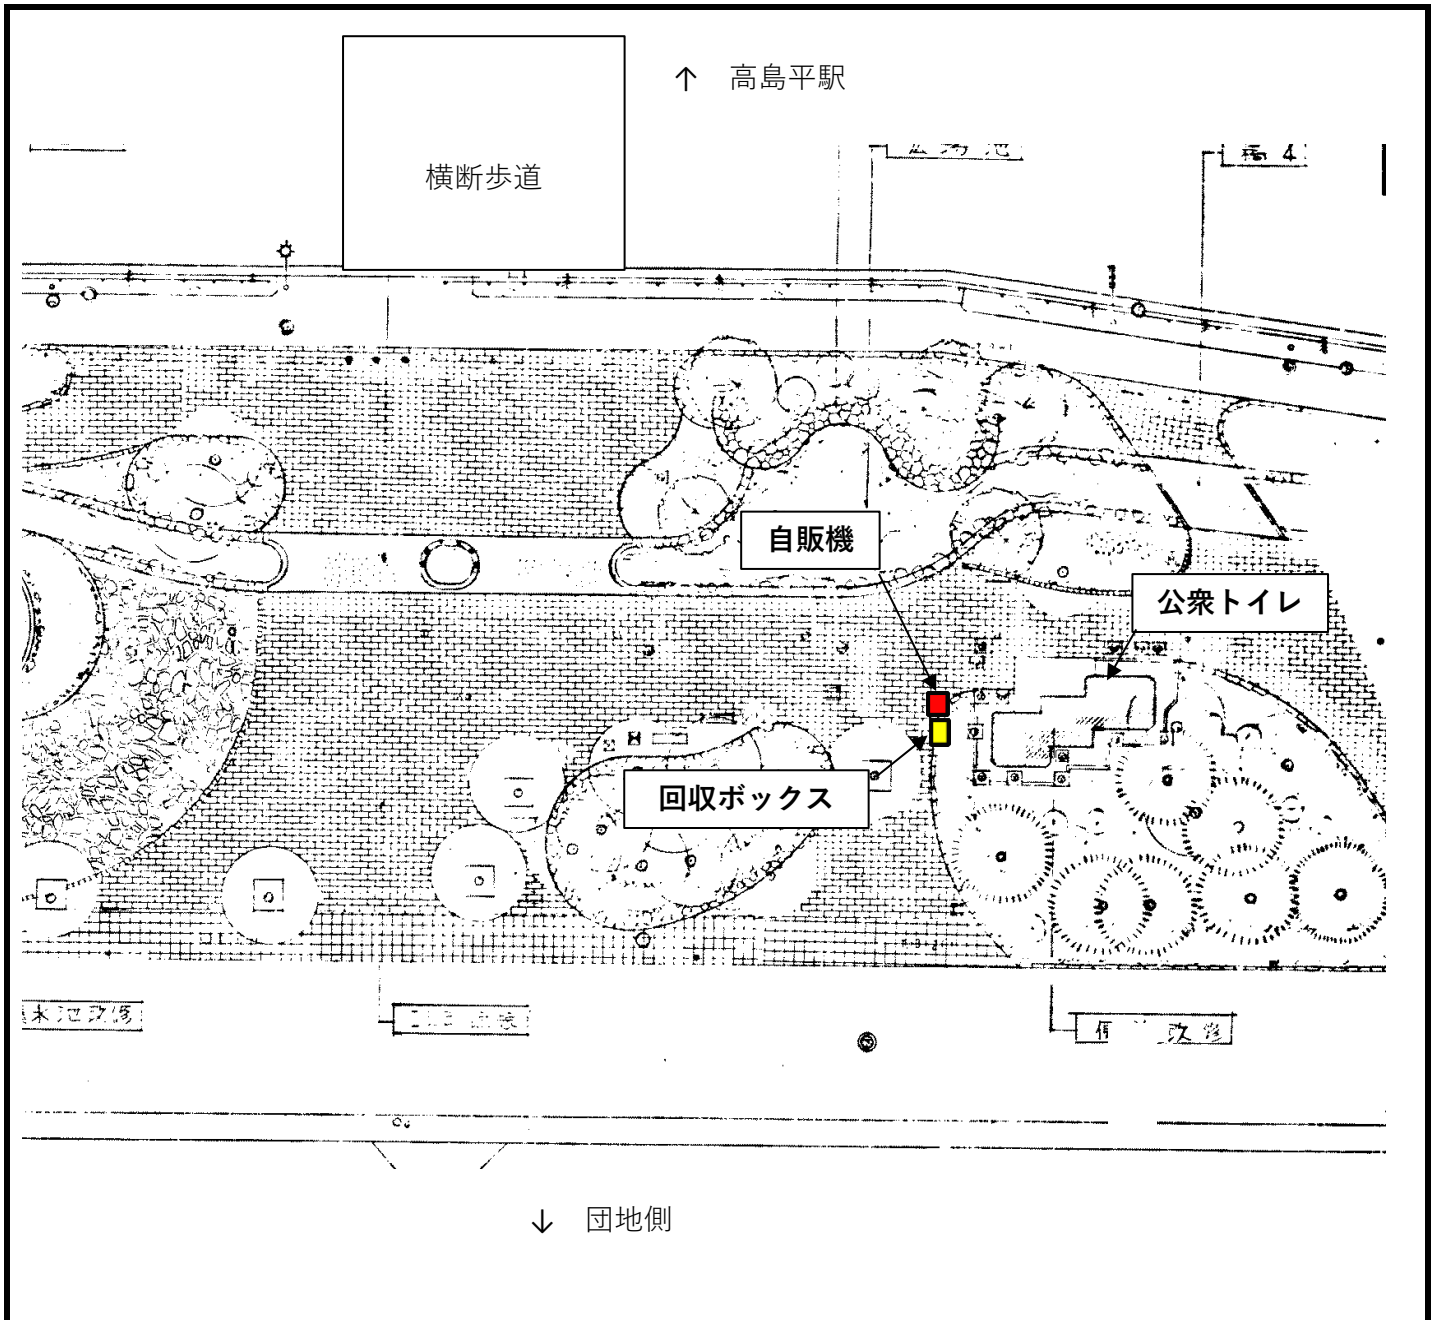 ↑　高島平駅
横断歩道
自販機
公衆トイレ
回収ボックス
↓　団地側